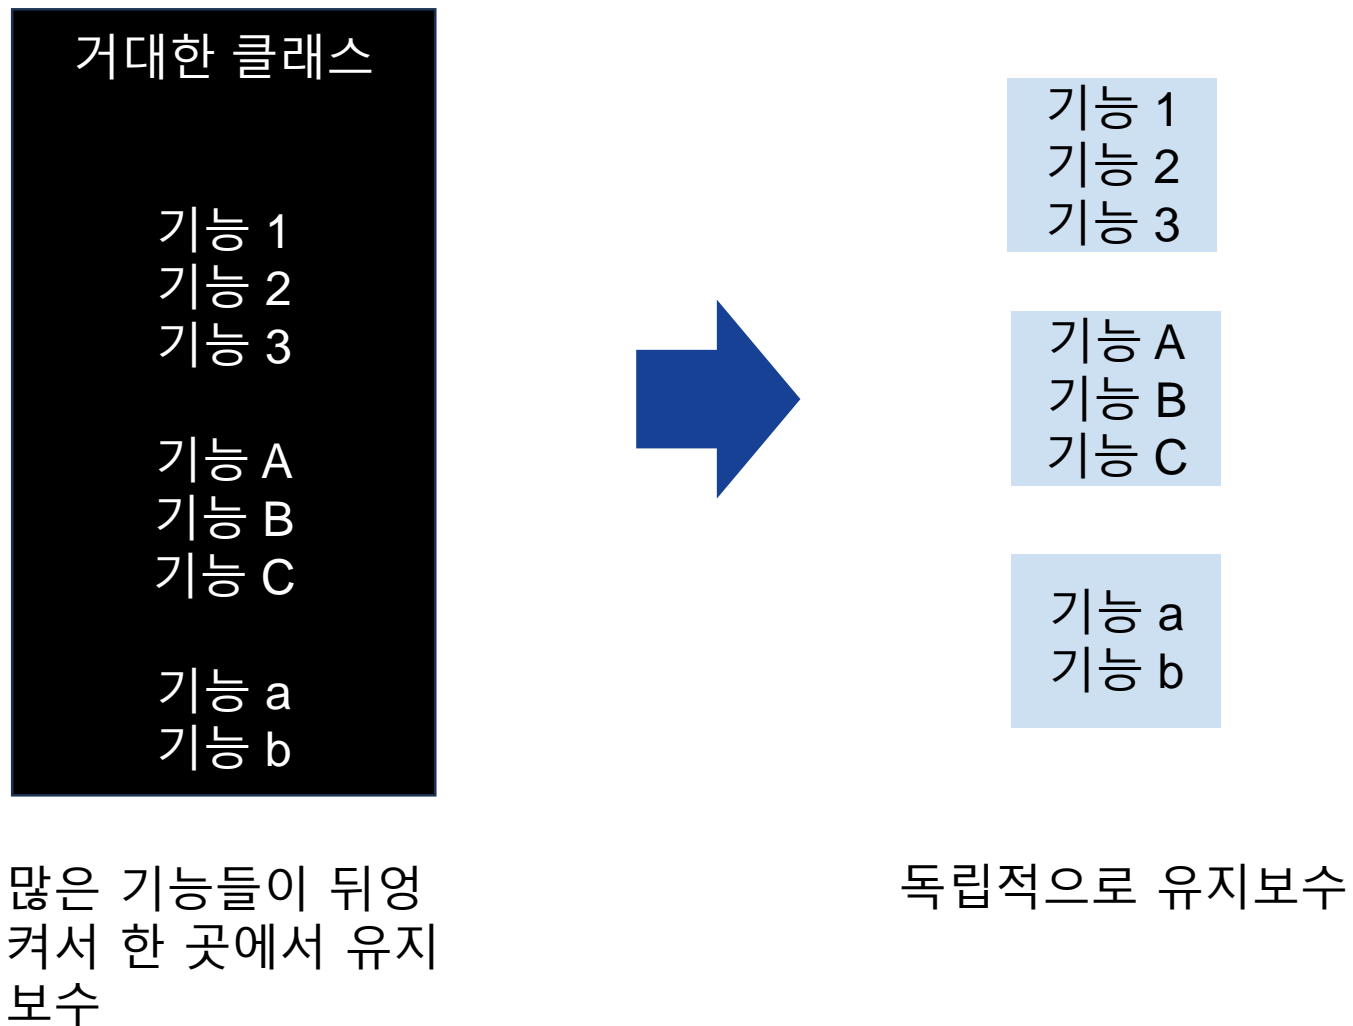 거대한 클래스
기능 1
기능 2
기능 3
기능 A
기능 B
기능 C
기능 a
기능 b
많은 기능들이 뒤엉
켜서 한 곳에서 유지
보수
기능 1
기능 2
기능 3
기능 A
기능 B
기능 C
기능 a
기능 b
독립적으로 유지보수